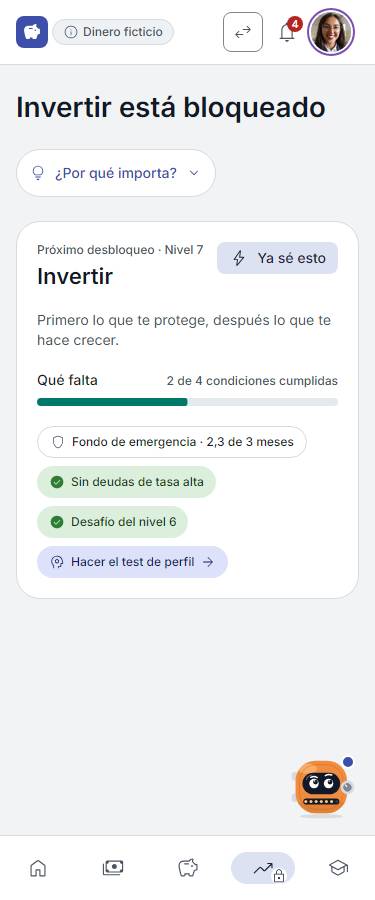 Dinero ficticio
4
Invertir está bloqueado
¿Por qué importa?
Próximo desbloqueo · Nivel 7
Invertir
Ya sé esto
Primero lo que te protege, después lo que te
hace crecer.
Qué falta
2 de 4 condiciones cumplidas
Fondo de emergencia · 2,3 de 3 meses
Sin deudas de tasa alta
Desafío del nivel 6
Hacer el test de perfil